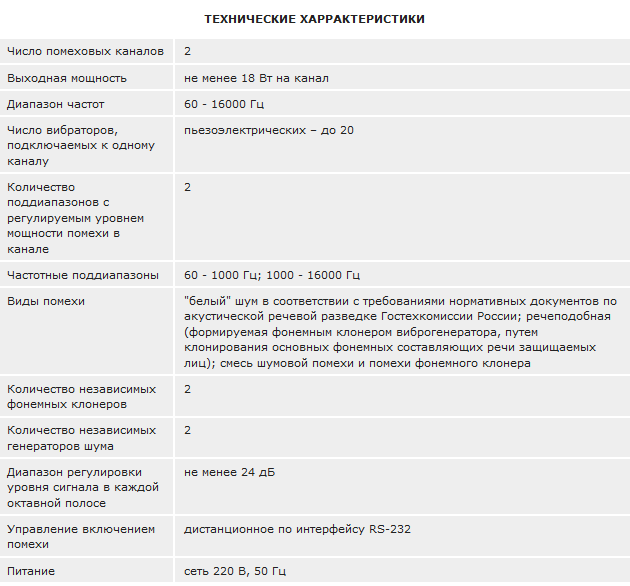 ТЕХНИЧЕСКИЕ ХАРРАКТЕРИСТИКИ
Число помеховых каналов
2
Выходная мощность
не менее 18 Вт на канал
Диапазон частот
60 - 16000 Гц
Число вибраторов,
подключаемых к одному
каналу
пьезоэлектрических – до 20
Количество
поддиапазонов с
регулируемым уровнем
мощности помехи в
канале
2
Частотные поддиапазоны
60 - 1000 Гц; 1000 - 16000 Гц
Виды помехи
"белый" шум в соответствии с требованиями нормативных документов по
акустической речевой разведке Гостехкомиссии России; речеподобная
(формируемая фонемным клонером виброгенератора, путем
клонирования основных фонемных составляющих речи защищаемых
лиц); смесь шумовой помехи и помехи фонемного клонера
Количество независимых
фонемных клонеров
2
Количество независимых
генераторов шума
2
Диапазон регулировки
уровня сигнала в каждой
октавной полосе
не менее 24 дБ
Управление включением
помехи
дистанционное по интерфейсу RS-232
Питание
сеть 220 В, 50 Гц